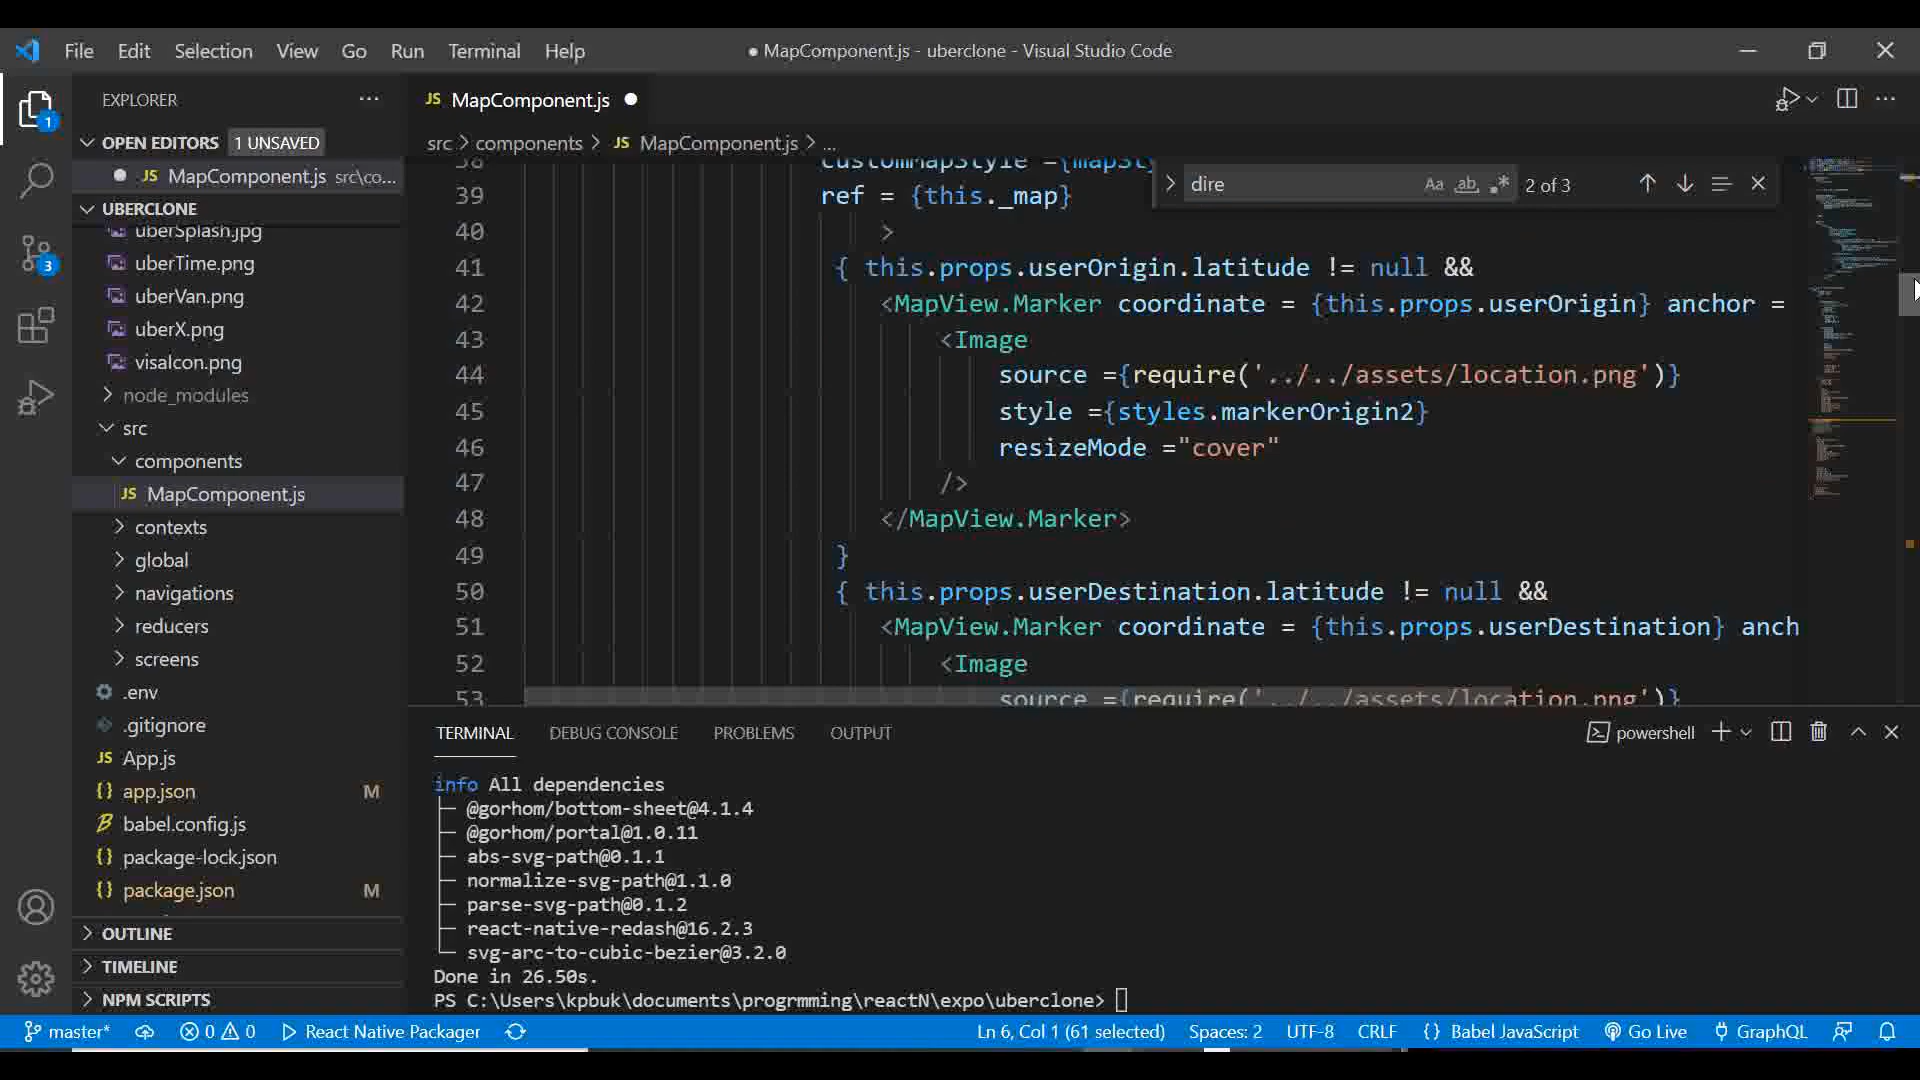 File Edit Selection View Go Run Terminal Help
● MapComponent.js - uberclone - Visual Studio Code
EXPLORER
JS MapComponent.js
OPEN EDITORS 1 UNSAVED
JS MapComponent.js src\co...
UBERCLONE
uberSplash.jpg
uberTime.png
uberVan.png
uberX.png
visaIcon.png
node_modules
src
components
JS MapComponent.js
contexts
global
navigations
reducers
screens
.env
.gitignore
JS App.js
{} app.json M
babel.config.js
{} package-lock.json
{} package.json M
OUTLINE
TIMELINE
NPM SCRIPTS
src > components > JS MapComponent.js > ...
dire Aa ab .* 2 of 3
38 customMapStyle ={mapSty
39 ref = {this._map}
40 >
41 { this.props.userOrigin.latitude != null &&
42 <MapView.Marker coordinate = {this.props.userOrigin} anchor =
43 <Image
44 source ={require('../../assets/location.png')}
45 style ={styles.markerOrigin2}
46 resizeMode ="cover"
47 />
48 </MapView.Marker>
49 }
50 { this.props.userDestination.latitude != null &&
51 <MapView.Marker coordinate = {this.props.userDestination} anch
52 <Image
53 source ={require('../../assets/location.png')}
TERMINAL DEBUG CONSOLE PROBLEMS OUTPUT
powershell
info All dependencies
├─ @gorhom/bottom-sheet@4.1.4
├─ @gorhom/portal@1.0.11
├─ abs-svg-path@0.1.1
├─ normalize-svg-path@1.1.0
├─ parse-svg-path@0.1.2
├─ react-native-redash@16.2.3
└─ svg-arc-to-cubic-bezier@3.2.0
Done in 26.50s.
PS C:\Users\kpbuk\documents\progrmming\reactN\expo\uberclone>
1
3
master* 0 0 React Native Packager Ln 6, Col 1 (61 selected) Spaces: 2 UTF-8 CRLF {} Babel JavaScript Go Live GraphQL